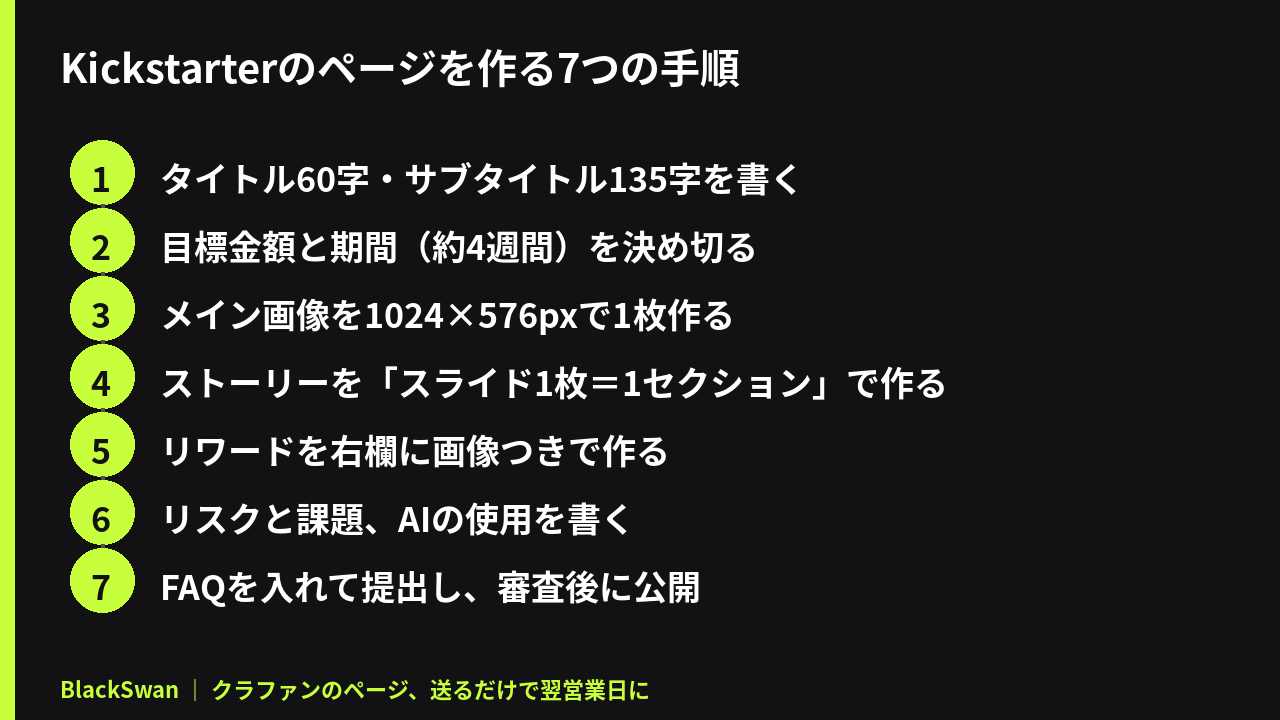 Kickstarterのページを作る7つの手順
1 タイトル60字・サブタイトル135字を書く
2 目標金額と期間（約4週間）を決め切る
3 メイン画像を1024×576pxで1枚作る
4 ストーリーを「スライド1枚＝1セクション」で作る
5 リワードを右欄に画像つきで作る
6 リスクと課題、AIの使用を書く
7 FAQを入れて提出し、審査後に公開
BlackSwan｜クラファンのページ、送るだけで翌営業日に